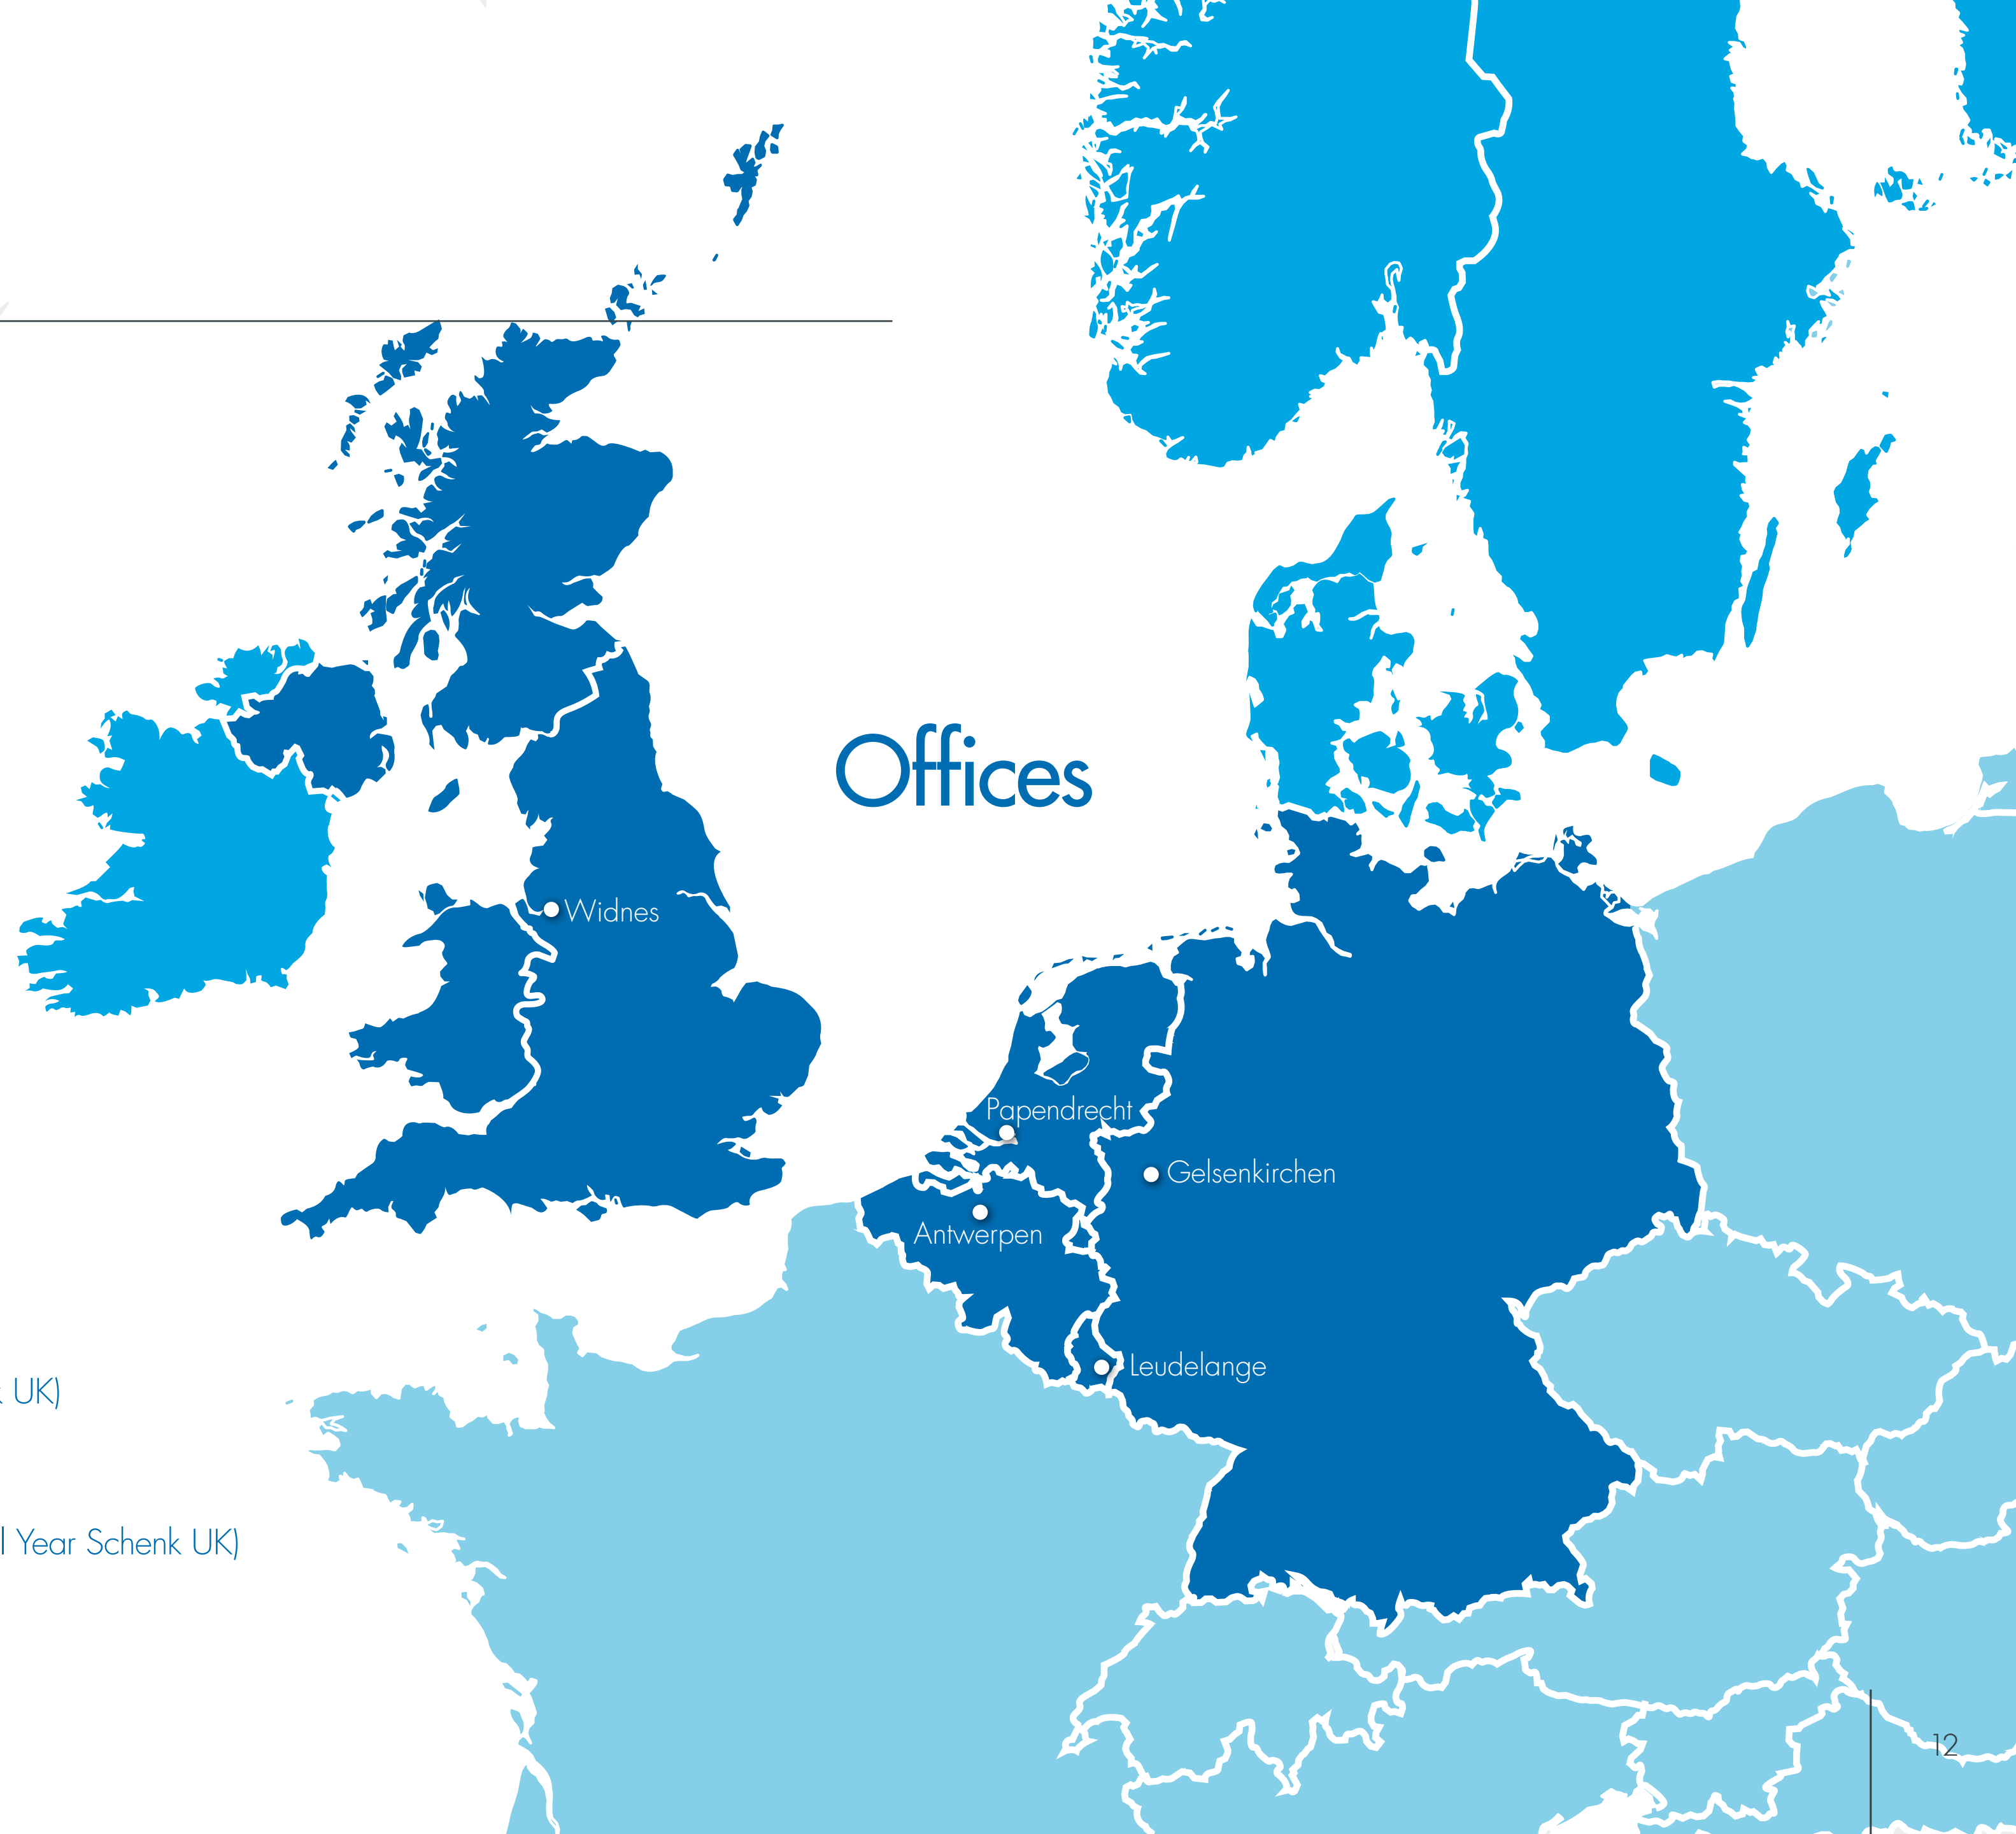 Offices
Widnes
Papendrecht
Gelsenkirchen
Antwerpen
Leudelange
UK)
Year Schenk UK)
12